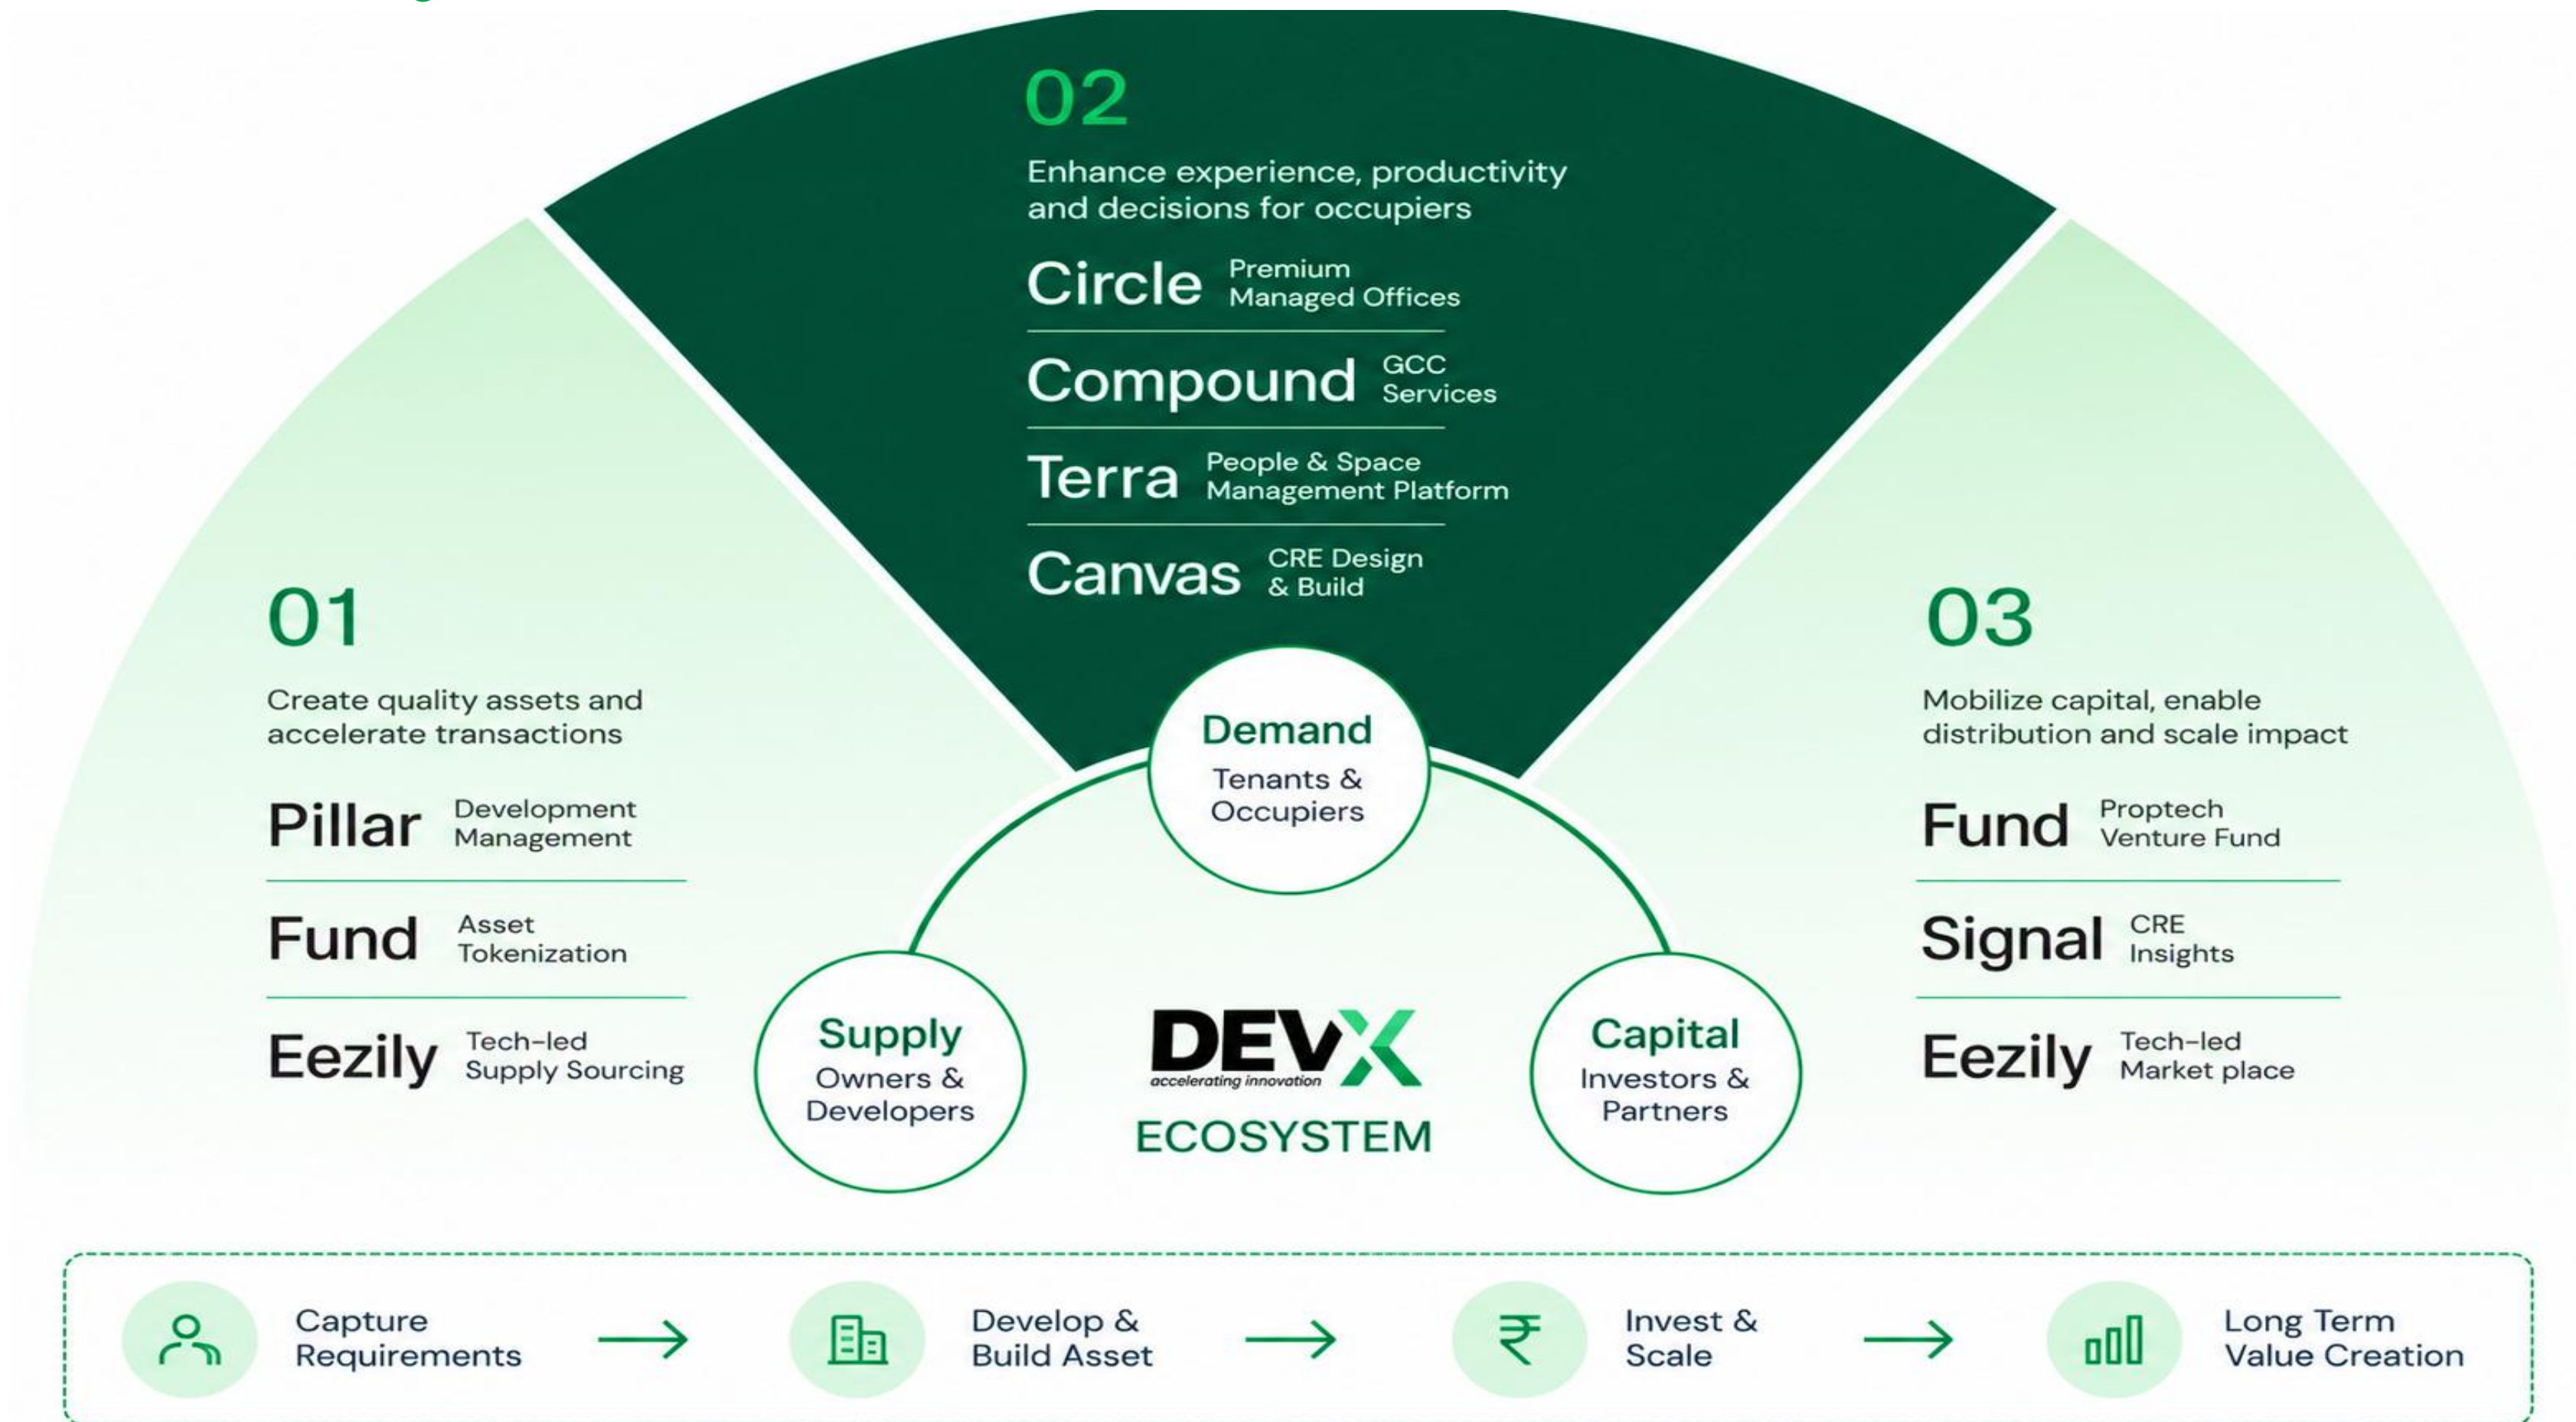 02
Enhance experience, productivity
and decisions for occupiers
Circle
Premium
Managed Offices
Compound
GCC
Services
Terra
People & Space
Management Platform
Canvas
CRE Design
& Build
01
Create quality assets and
accelerate transactions
Pillar
Development
Management
Fund
Asset
Tokenization
Eezily
Tech-led
Supply Sourcing
03
Mobilize capital, enable
distribution and scale impact
Fund
Proptech
Venture Fund
Signal
CRE
Insights
Eezily
Tech-led
Market place
Demand
Tenants &
Occupiers
Supply
Owners &
Developers
DEVX
accelerating innovation
ECOSYSTEM
Capital
Investors &
Partners
Capture
Requirements
Develop &
Build Asset
₹
Invest &
Scale
Long Term
Value Creation